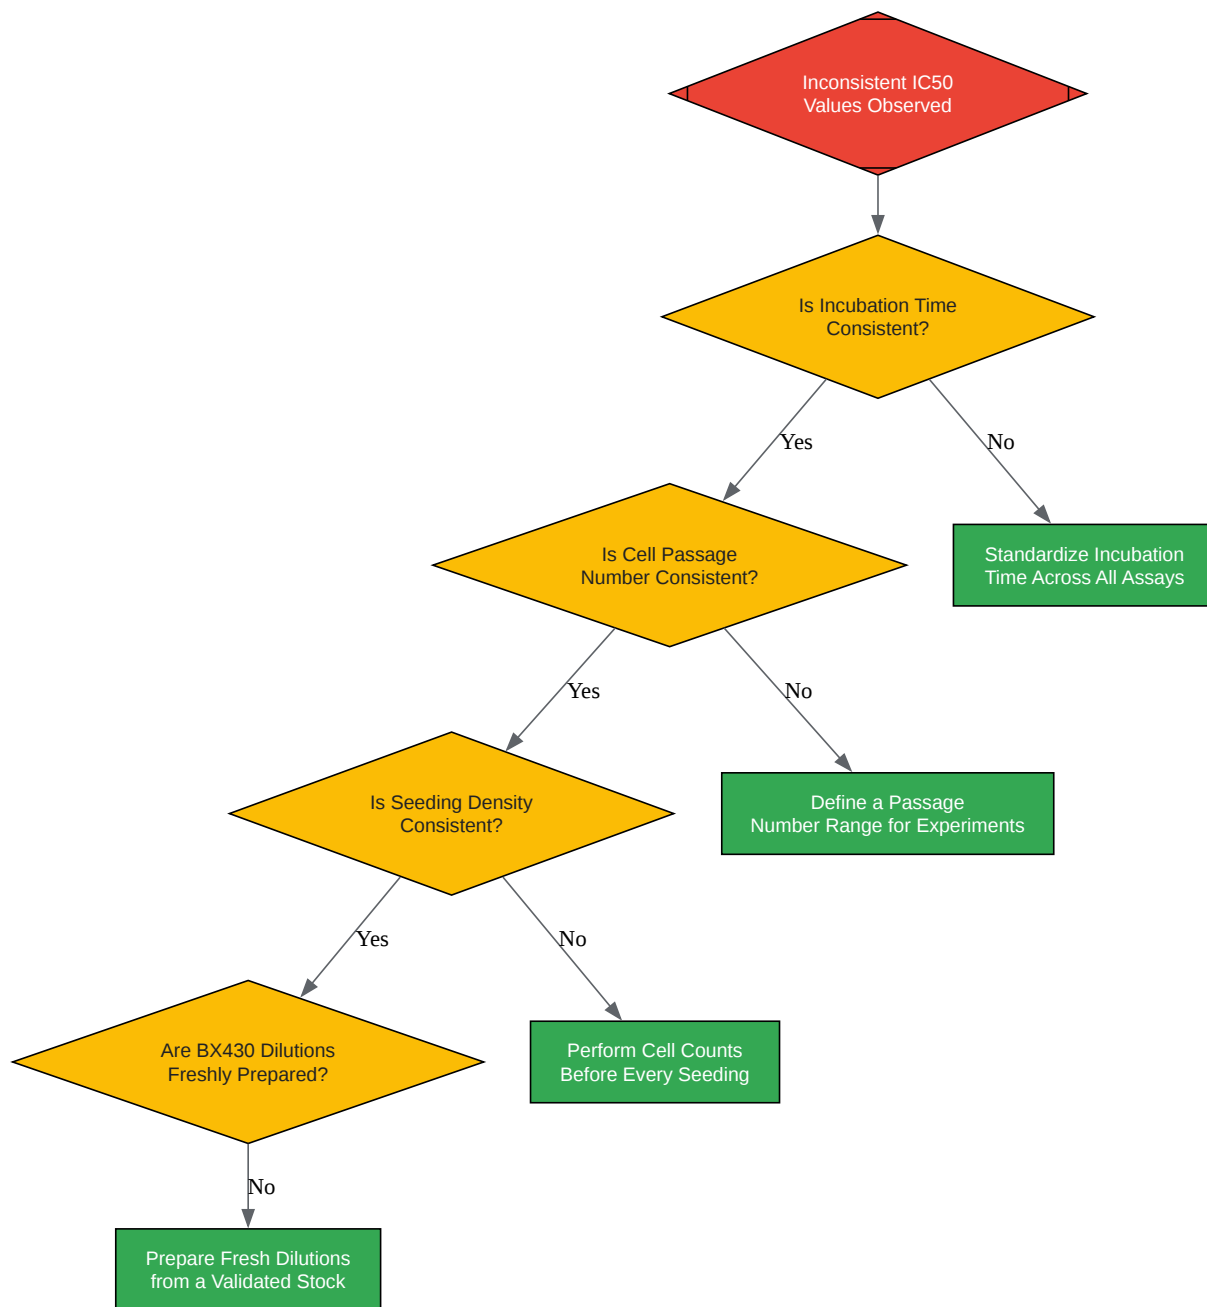 Inconsistent IC50
Values Observed
Is Incubation Time
Consistent?
Yes
No
Is Cell Passage
Number Consistent?
Standardize Incubation
Time Across All Assays
Yes
No
Is Seeding Density
Consistent?
Define a Passage
Number Range for Experiments
Yes
No
Are BX430 Dilutions
Freshly Prepared?
Perform Cell Counts
Before Every Seeding
No
Prepare Fresh Dilutions
from a Validated Stock